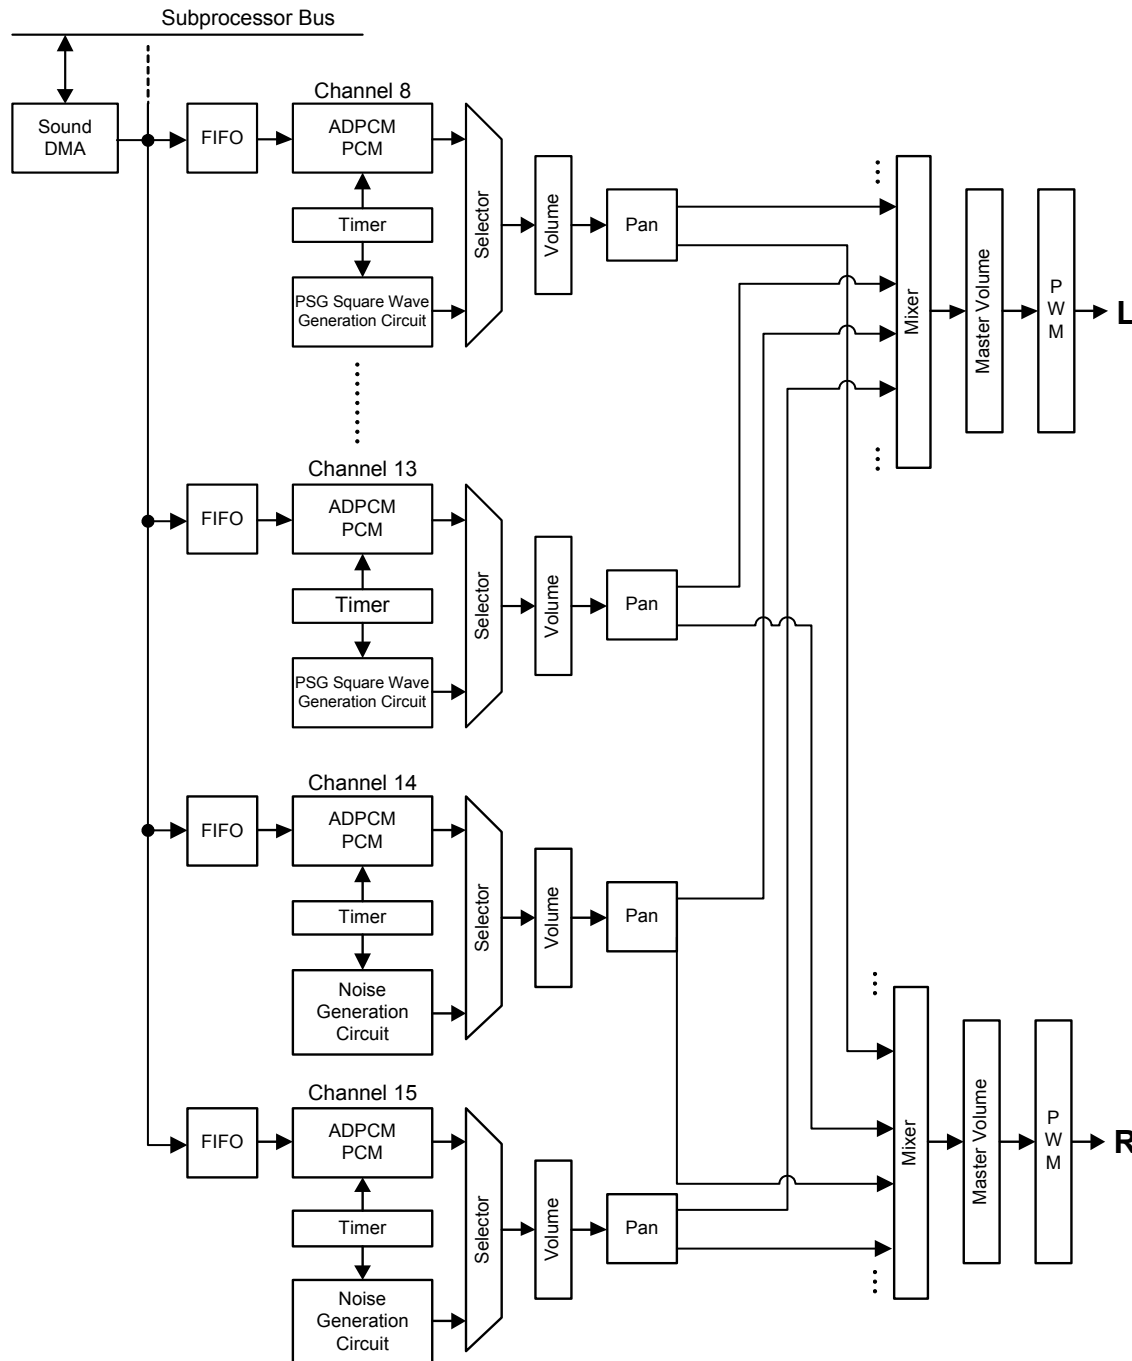 Subprocessor Bus
Sound
DMA
FIFO
Channel 8
ADPCM
PCM
Timer
PSG Square Wave
Generation Circuit
Selector
Volume
Pan
Mixer
Master Volume
P
W
M
L
Channel 13
FIFO
ADPCM
PCM
Timer
PSG Square Wave
Generation Circuit
Selector
Volume
Pan
Channel 14
FIFO
ADPCM
PCM
Timer
Noise
Generation
Circuit
Selector
Volume
Pan
Channel 15
FIFO
ADPCM
PCM
Timer
Noise
Generation
Circuit
Selector
Volume
Pan
Mixer
Master Volume
P
W
M
R